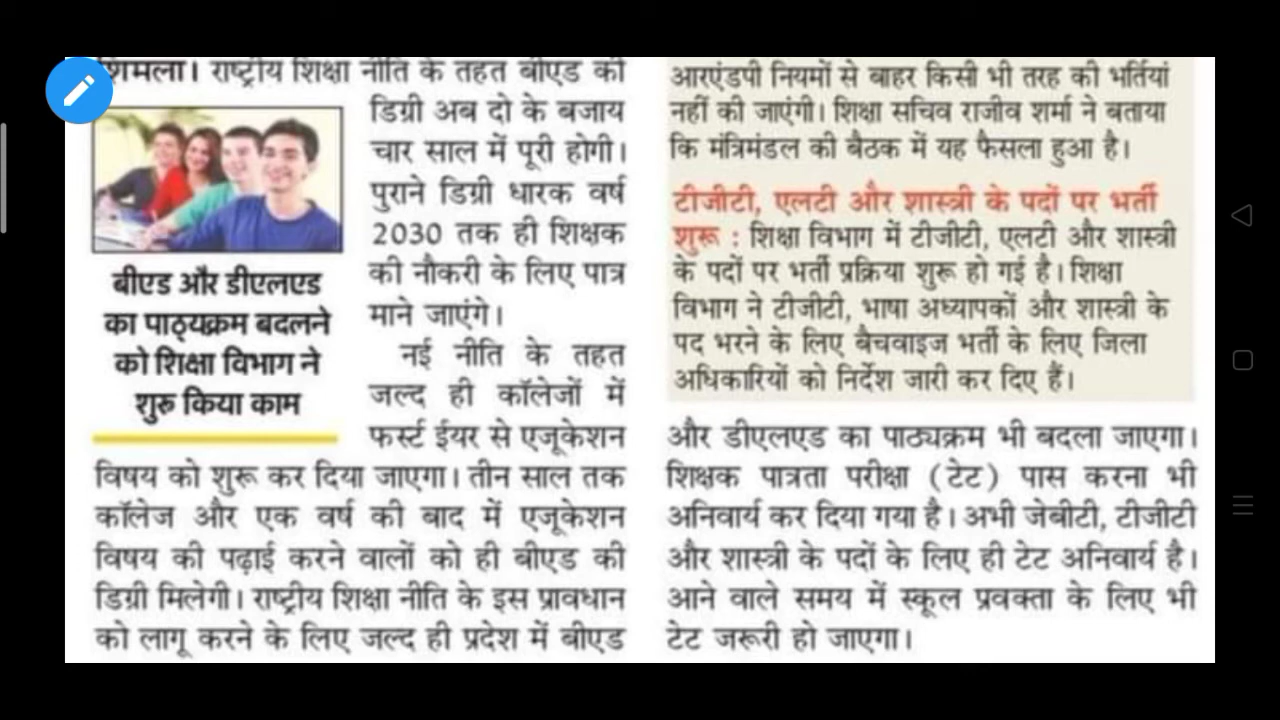 शिमला। राष्ट्रीय शिक्षा नीति के तहत बीएड की
डिग्री अब दो के बजाय
चार साल में पूरी होगी।
पुराने डिग्री धारक वर्ष
2030 तक ही शिक्षक
की नौकरी के लिए पात्र
माने जाएंगे।
नई नीति के तहत
जल्द ही कॉलेजों में
फर्स्ट ईयर से एजूकेशन
बीएड और डीएलएड
का पाठ्यक्रम बदलने
को शिक्षा विभाग ने
शुरू किया काम
विषय को शुरू कर दिया जाएगा। तीन साल तक
कॉलेज और एक वर्ष की बाद में एजूकेशन
विषय की पढ़ाई करने वालों को ही बीएड की
डिग्री मिलेगी। राष्ट्रीय शिक्षा नीति के इस प्रावधान
को लागू करने के लिए जल्द ही प्रदेश में बीएड
आरएंडपी नियमों से बाहर किसी भी तरह की भर्तियां
नहीं की जाएंगी। शिक्षा सचिव राजीव शर्मा ने बताया
कि मंत्रिमंडल की बैठक में यह फैसला हुआ है।
टीजीटी, एलटी और शास्त्री के पदों पर भर्ती
शुरू : शिक्षा विभाग में टीजीटी, एलटी और शास्त्री
के पदों पर भर्ती प्रक्रिया शुरू हो गई है। शिक्षा
विभाग ने टीजीटी, भाषा अध्यापकों और शास्त्री के
पद भरने के लिए बैचवाइज भर्ती के लिए जिला
अधिकारियों को निर्देश जारी कर दिए हैं।
और डीएलएड का पाठ्यक्रम भी बदला जाएगा।
शिक्षक पात्रता परीक्षा (टेट) पास करना भी
अनिवार्य कर दिया गया है। अभी जेबीटी, टीजीटी
और शास्त्री के पदों के लिए ही टेट अनिवार्य है।
आने वाले समय में स्कूल प्रवक्ता के लिए भी
टेट जरूरी हो जाएगा।